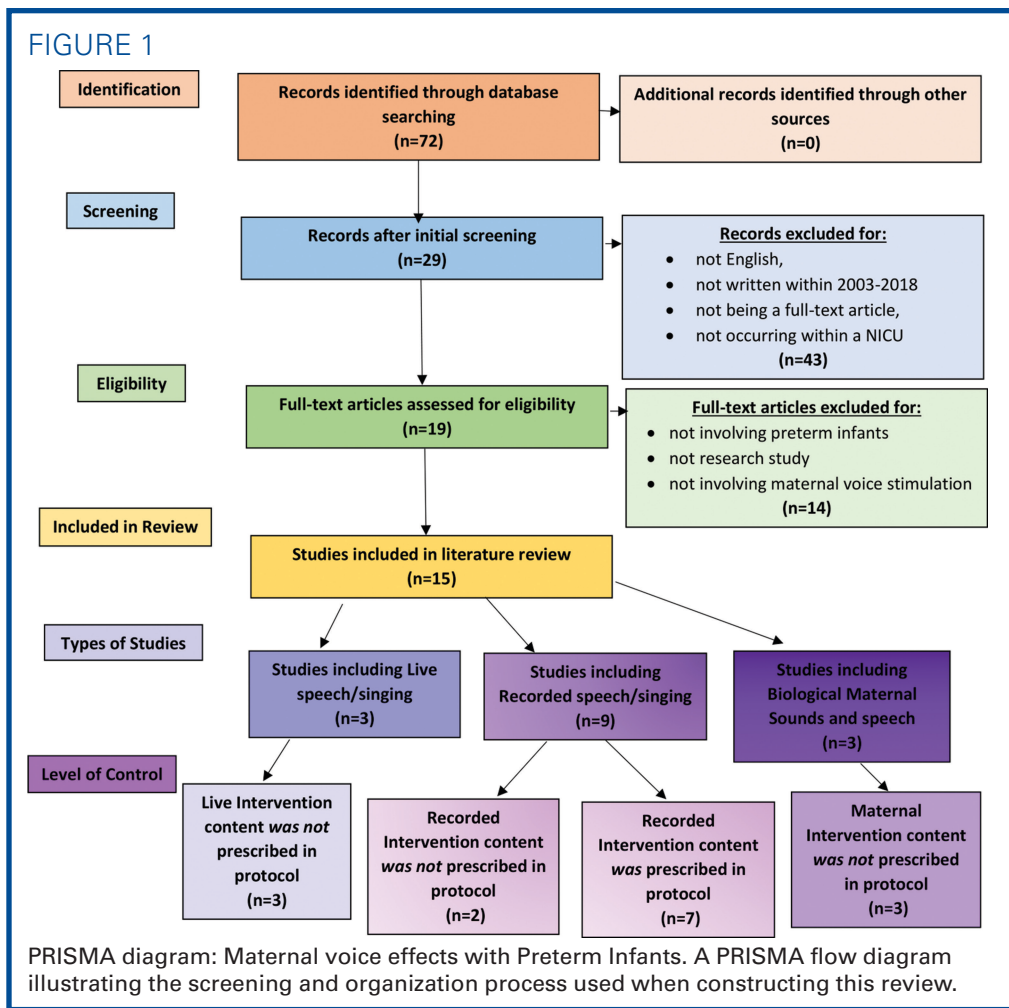 FIGURE 1
Identification
Records identified through database
searching
(n=72)
Additional records identified through other
sources
(n=0)
Screening
Records after initial screening
(n=29)
Records excluded for:
• not English,
• not written within 2003-2018
• not being a full-text article,
• not occurring within a NICU
(n=43)
Eligibility
Full-text articles assessed for eligibility
(n=19)
Full-text articles excluded for:
• not involving preterm infants
• not research study
• not involving maternal voice stimulation
(n=14)
Included in Review
Studies included in literature review
(n=15)
Types of Studies
Studies including Live
speech/singing
(n=3)
Studies including
Recorded speech/singing
(n=9)
Studies including
Biological Maternal
Sounds and speech
(n=3)
Level of Control
Live Intervention
content was not
prescribed in
protocol
(n=3)
Recorded
Intervention content
was not prescribed in
protocol
(n=2)
Recorded
Intervention content
was prescribed in
protocol
(n=7)
Maternal
Intervention content
was not prescribed
in protocol
(n=3)
PRISMA diagram: Maternal voice effects with Preterm Infants. A PRISMA flow diagram
illustrating the screening and organization process used when constructing this review.